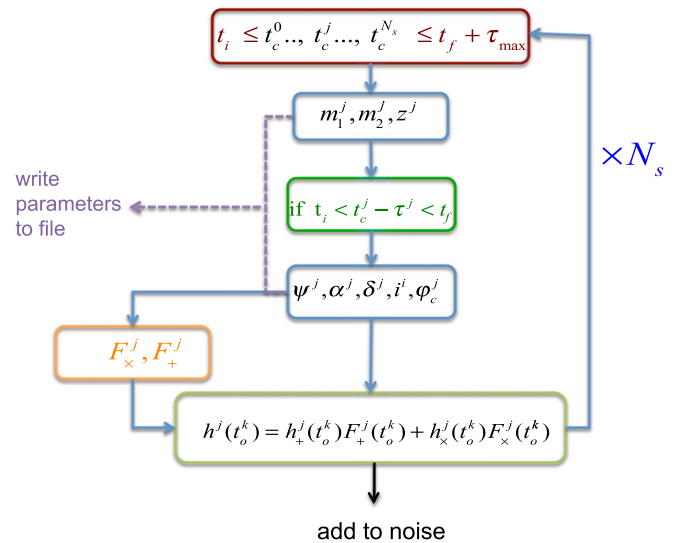 t_i ≤ t_c^0.., t_c^j..., t_c^{N_s} ≤ t_f + τ_max
m_1^j, m_2^j, z^j
×N_s
write
parameters
to file
if t_i < t_c^j − τ^j < t_f
ψ^j, α^j, δ^j, i^i, φ_c^j
F_×^j, F_+^j
h^j(t_o^k) = h_+^j(t_o^k)F_+^j(t_o^k) + h_×^j(t_o^k)F_×^j(t_o^k)
add to noise